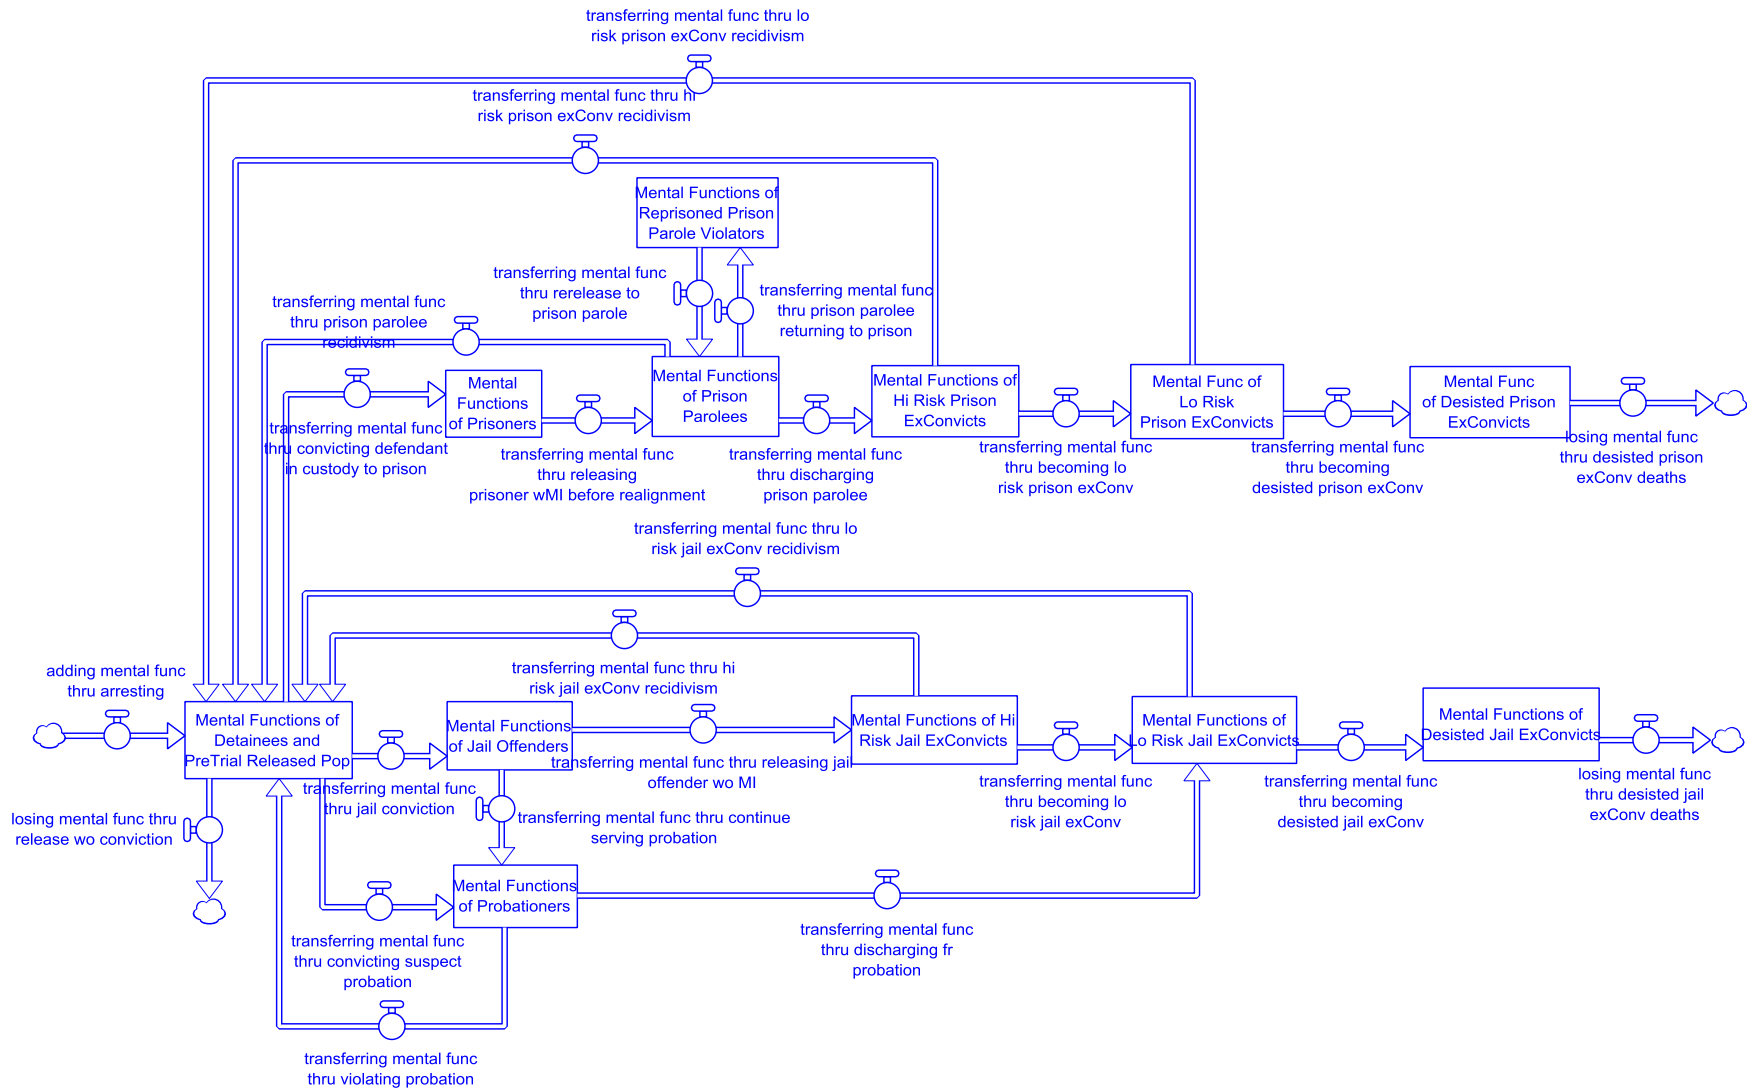 transferring mental func thru lo
risk prison exConv recidivism
transferring mental func thru hi
risk prison exConv recidivism
Mental Functions of
Reprisoned Prison
Parole Violators
transferring mental func
thru rerelease to
prison parole
transferring mental func
thru prison parolee
returning to prison
transferring mental func
thru prison parolee
recidivism
Mental
Functions
of Prisoners
Mental Functions
of Prison
Parolees
Mental Functions of
Hi Risk Prison
ExConvicts
Mental Func of
Lo Risk
Prison ExConvicts
Mental Func
of Desisted Prison
ExConvicts
transferring mental func
thru convicting defendant
in custody to prison
transferring mental func
thru releasing
prisoner wMI before realignment
transferring mental func
thru discharging
prison parolee
transferring mental func
thru becoming lo
risk prison exConv
transferring mental func
thru becoming
desisted prison exConv
losing mental func
thru desisted prison
exConv deaths
transferring mental func thru lo
risk jail exConv recidivism
transferring mental func thru hi
risk jail exConv recidivism
adding mental func
thru arresting
Mental Functions of
Detainees and
PreTrial Released Pop
Mental Functions
of Jail Offenders
Mental Functions of Hi
Risk Jail ExConvicts
Mental Functions of
Lo Risk Jail ExConvicts
Mental Functions of
Desisted Jail ExConvicts
transferring mental func
thru jail conviction
transferring mental func thru releasing jail
offender wo MI
transferring mental func
thru becoming lo
risk jail exConv
transferring mental func
thru becoming
desisted jail exConv
losing mental func
thru desisted jail
exConv deaths
losing mental func thru
release wo conviction
transferring mental func thru continue
serving probation
Mental Functions
of Probationers
transferring mental func
thru convicting suspect
probation
transferring mental func
thru discharging fr
probation
transferring mental func
thru violating probation